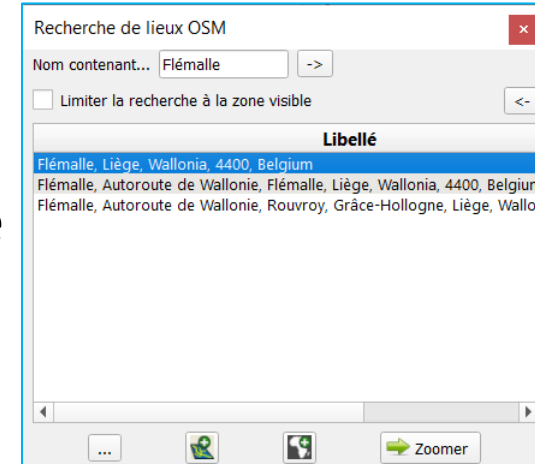 Recherche de lieux OSM
Nom contenant... Flémalle ->
Limiter la recherche à la zone visible <-
Libellé
Flémalle, Liège, Wallonia, 4400, Belgium
Flémalle, Autoroute de Wallonie, Flémalle, Liège, Wallonia, 4400, Belgiu
Flémalle, Autoroute de Wallonie, Rouvroy, Grâce-Hollogne, Liège, Wallo
... Zoomer